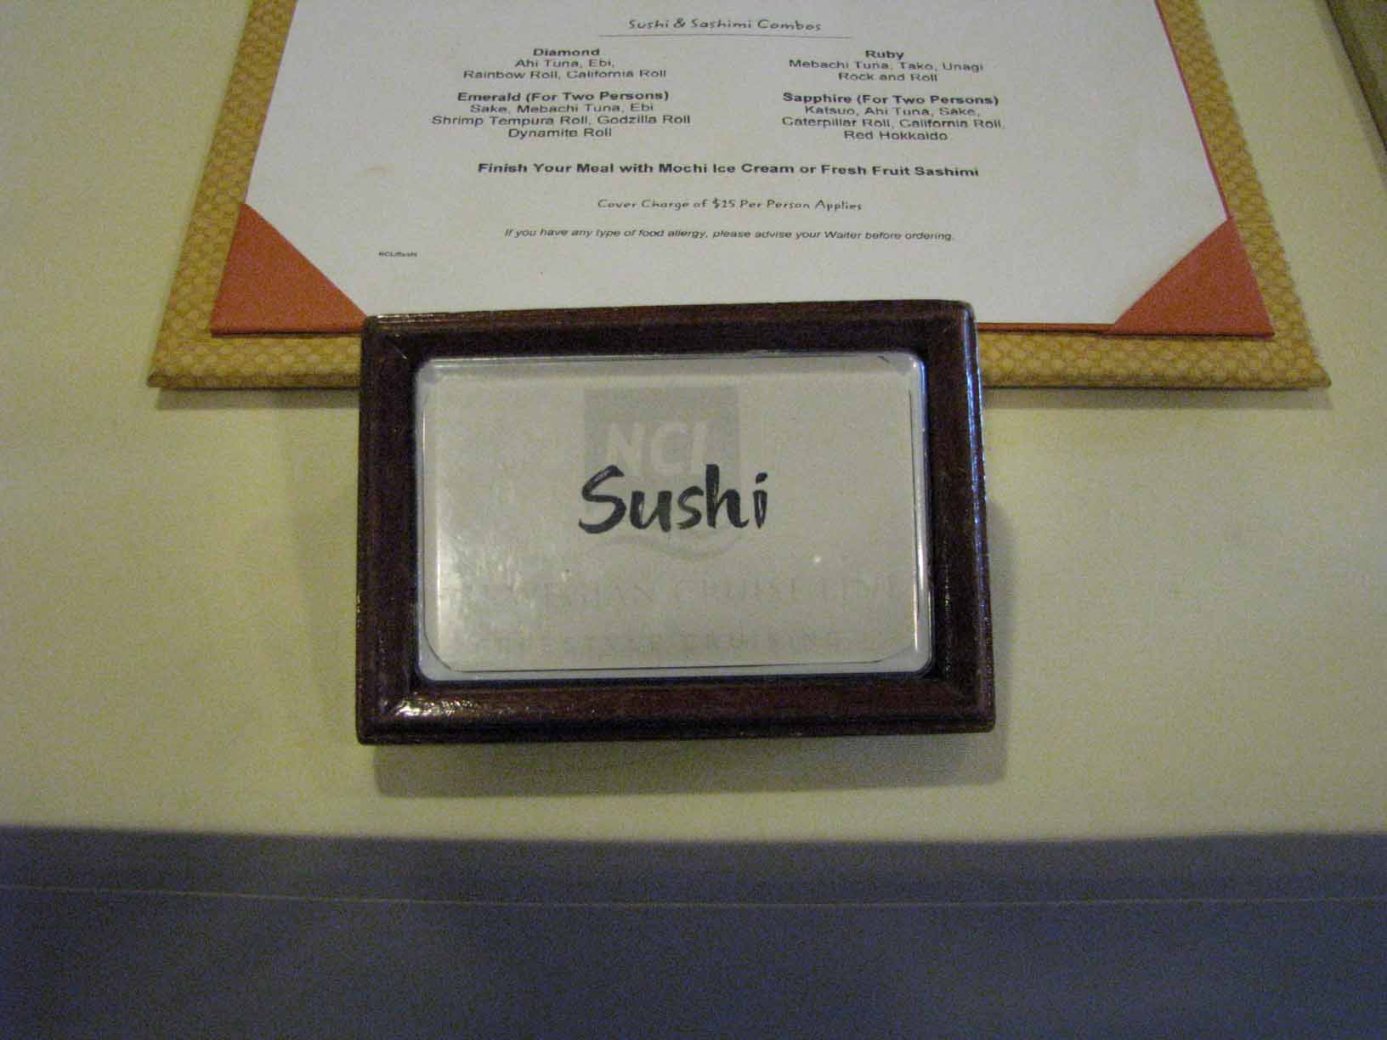 Sushi & Sashimi Combos
Diamond
Ahi Tuna, Ebi,
Rainbow Roll, California Roll
Ruby
Mebachi Tuna, Tako, Unagi
Rock and Roll
Emerald (For Two Persons)
Sake, Mebachi Tuna, Ebi
Shrimp Tempura Roll, Godzilla Roll
Dynamite Roll
Sapphire (For Two Persons)
Katsuo, Ahi Tuna, Sake,
Caterpillar Roll, California Roll,
Red Hokkaido
Finish Your Meal with Mochi Ice Cream or Fresh Fruit Sashimi
Cover Charge of $15 Per Person Applies
If you have any type of food allergy, please advise your Waiter before ordering.
NCL
Sushi
CRUISE LINE
CRUISING